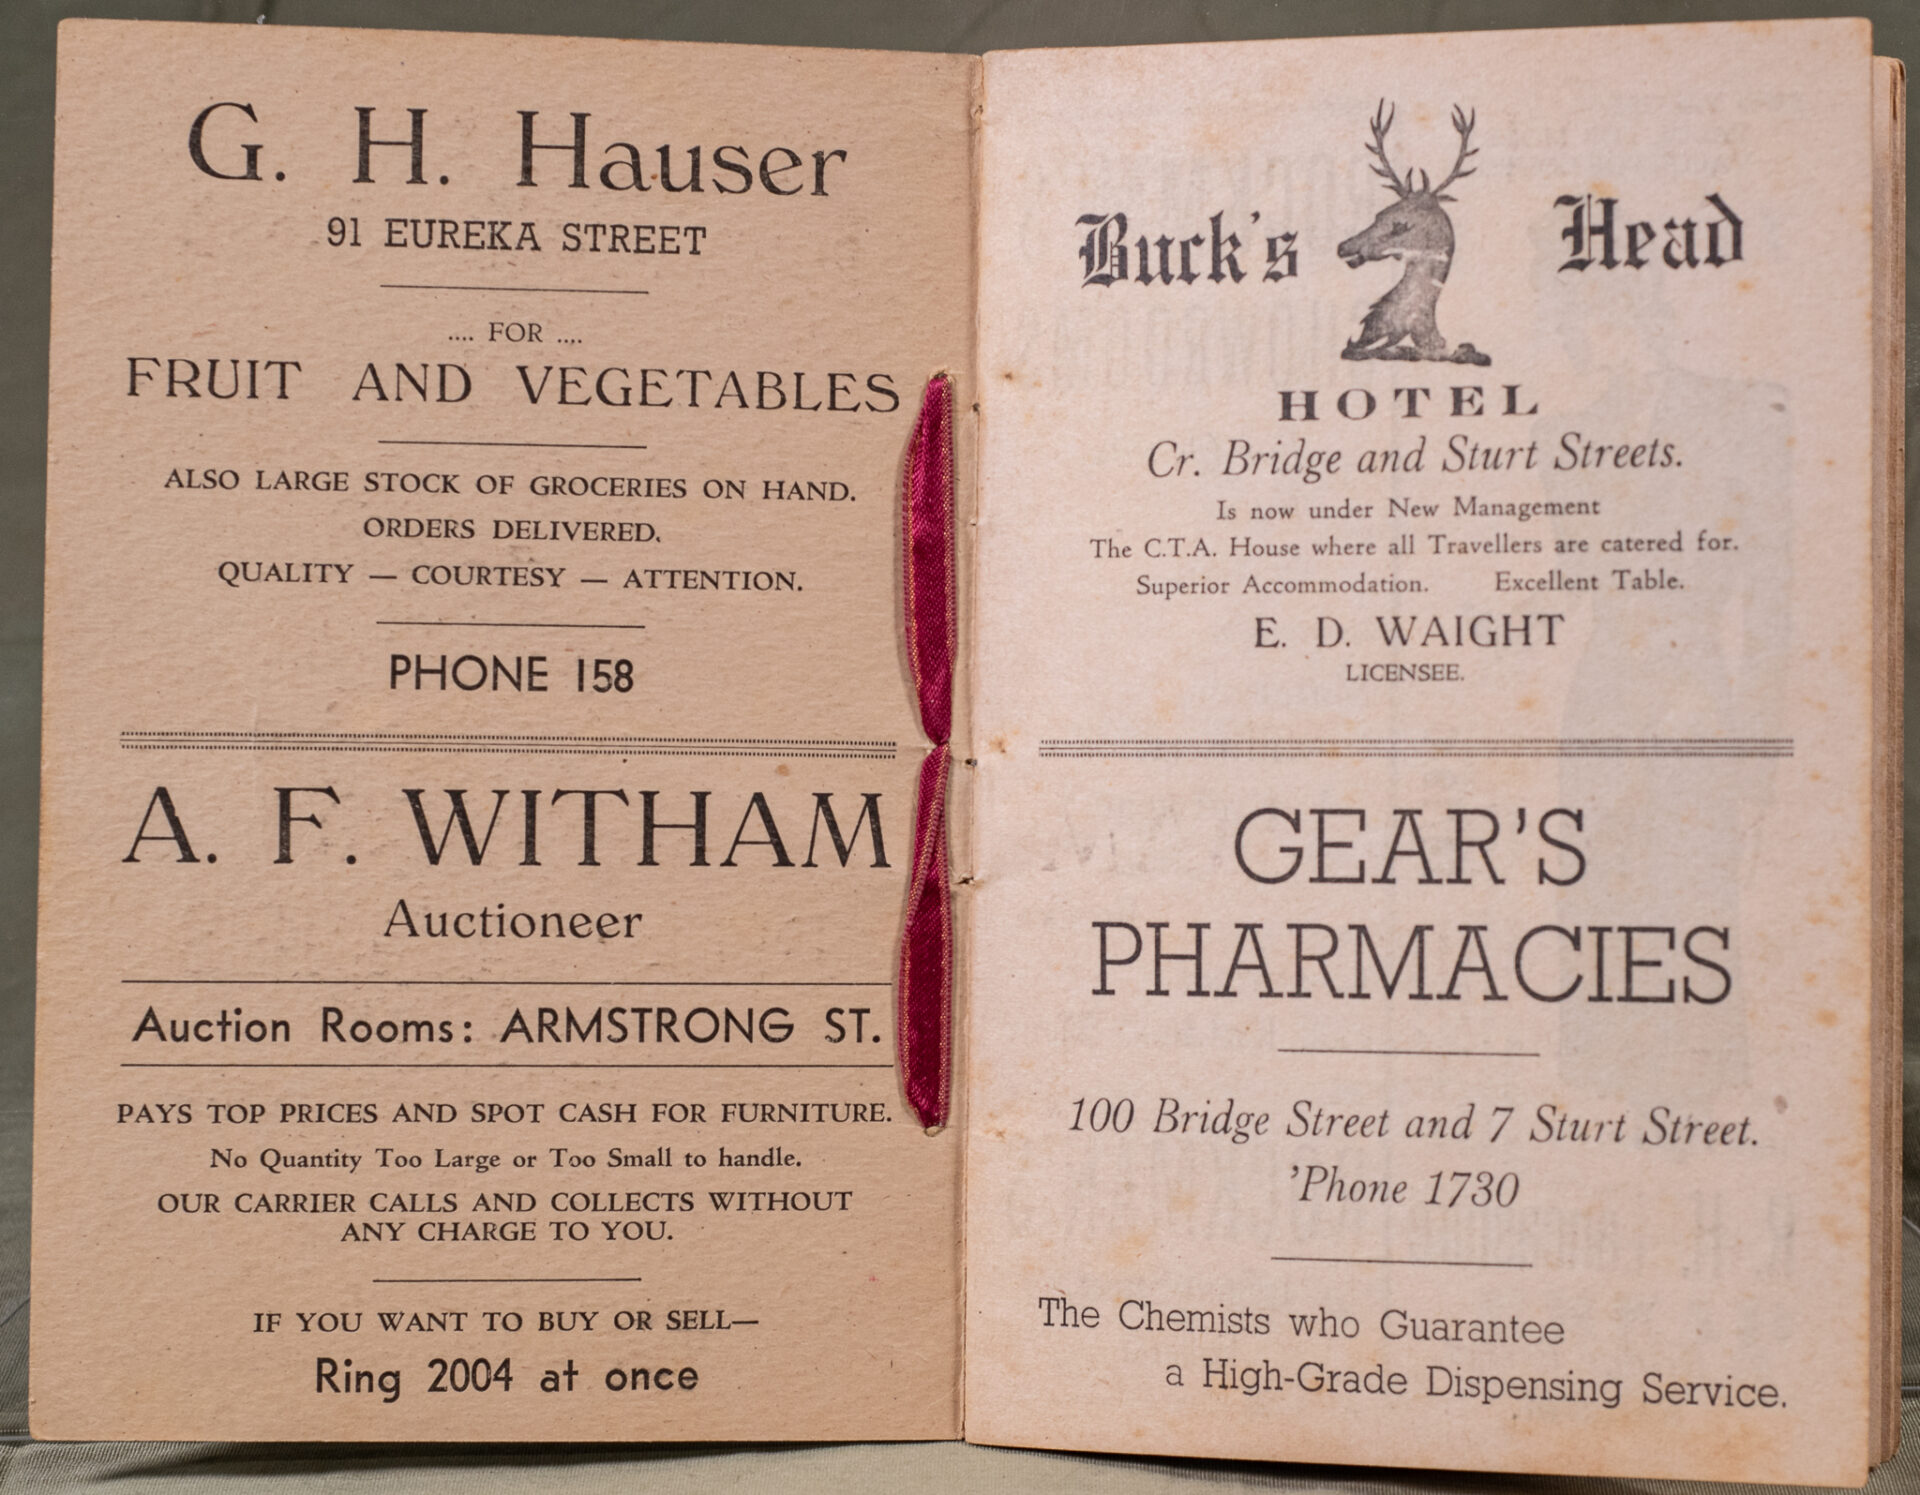 G. H. Hauser
91 EUREKA STREET
.... FOR ....
FRUIT AND VEGETABLES
ALSO LARGE STOCK OF GROCERIES ON HAND.
ORDERS DELIVERED.
QUALITY — COURTESY — ATTENTION.
PHONE 158
A. F. WITHAM
Auctioneer
Auction Rooms: ARMSTRONG ST.
PAYS TOP PRICES AND SPOT CASH FOR FURNITURE.
No Quantity Too Large or Too Small to handle.
OUR CARRIER CALLS AND COLLECTS WITHOUT
ANY CHARGE TO YOU.
IF YOU WANT TO BUY OR SELL—
Ring 2004 at once
Buck's Head
HOTEL
Cr. Bridge and Sturt Streets.
Is now under New Management
The C.T.A. House where all Travellers are catered for.
Superior Accommodation. Excellent Table.
E. D. WAIGHT
LICENSEE.
GEAR'S
PHARMACIES
100 Bridge Street and 7 Sturt Street.
'Phone 1730
The Chemists who Guarantee
a High-Grade Dispensing Service.